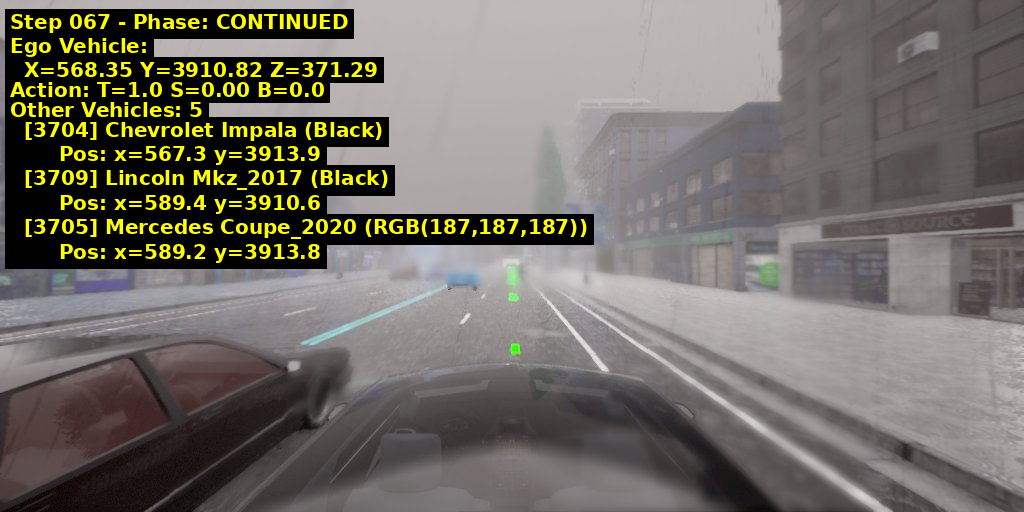 Step 067 - Phase: CONTINUED
Ego Vehicle:
X=568.35 Y=3910.82 Z=371.29
Action: T=1.0 S=0.00 B=0.0
Other Vehicles: 5
[3704] Chevrolet Impala (Black)
Pos: x=567.3 y=3913.9
[3709] Lincoln Mkz_2017 (Black)
Pos: x=589.4 y=3910.6
[3705] Mercedes Coupe_2020 (RGB(187,187,187))
Pos: x=589.2 y=3913.8